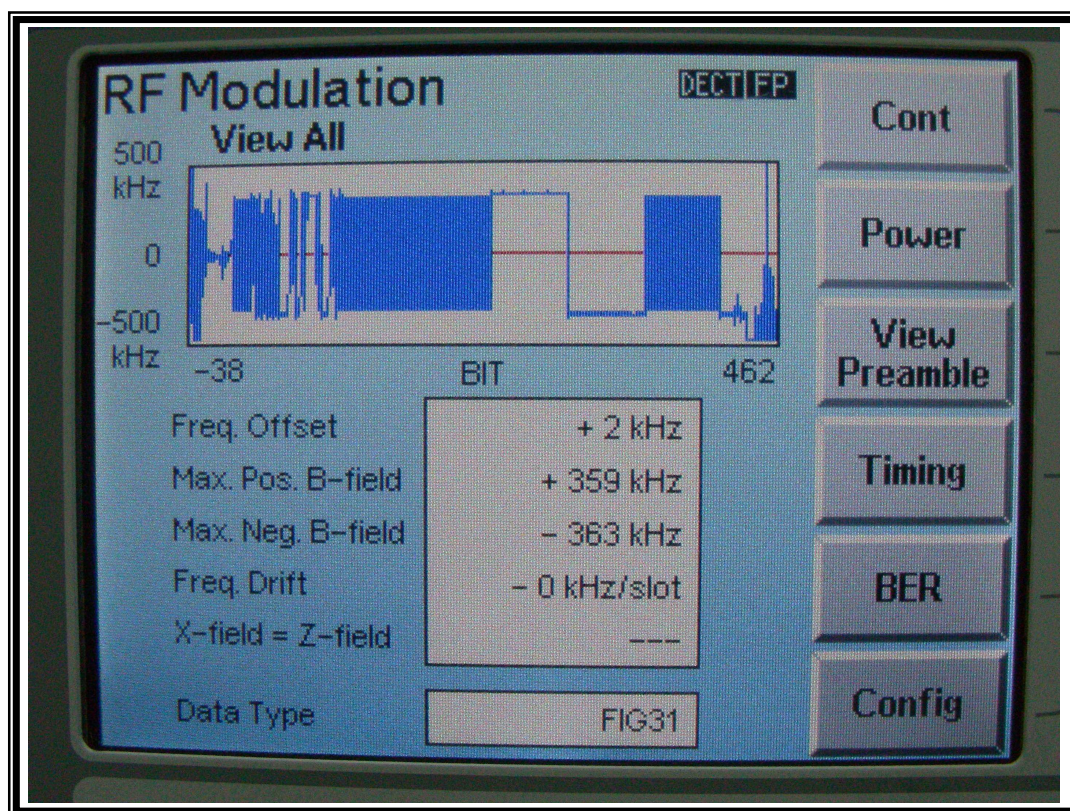 RF Modulation
DECT FP
View All
500
kHz
0
-500
kHz
-38
BIT
462
Freq. Offset
+ 2 kHz
Max. Pos. B-field
+ 359 kHz
Max. Neg. B-field
- 363 kHz
Freq. Drift
- 0 kHz/slot
X-field = Z-field
---
Data Type
FIG31
Cont
Power
View
Preamble
Timing
BER
Config